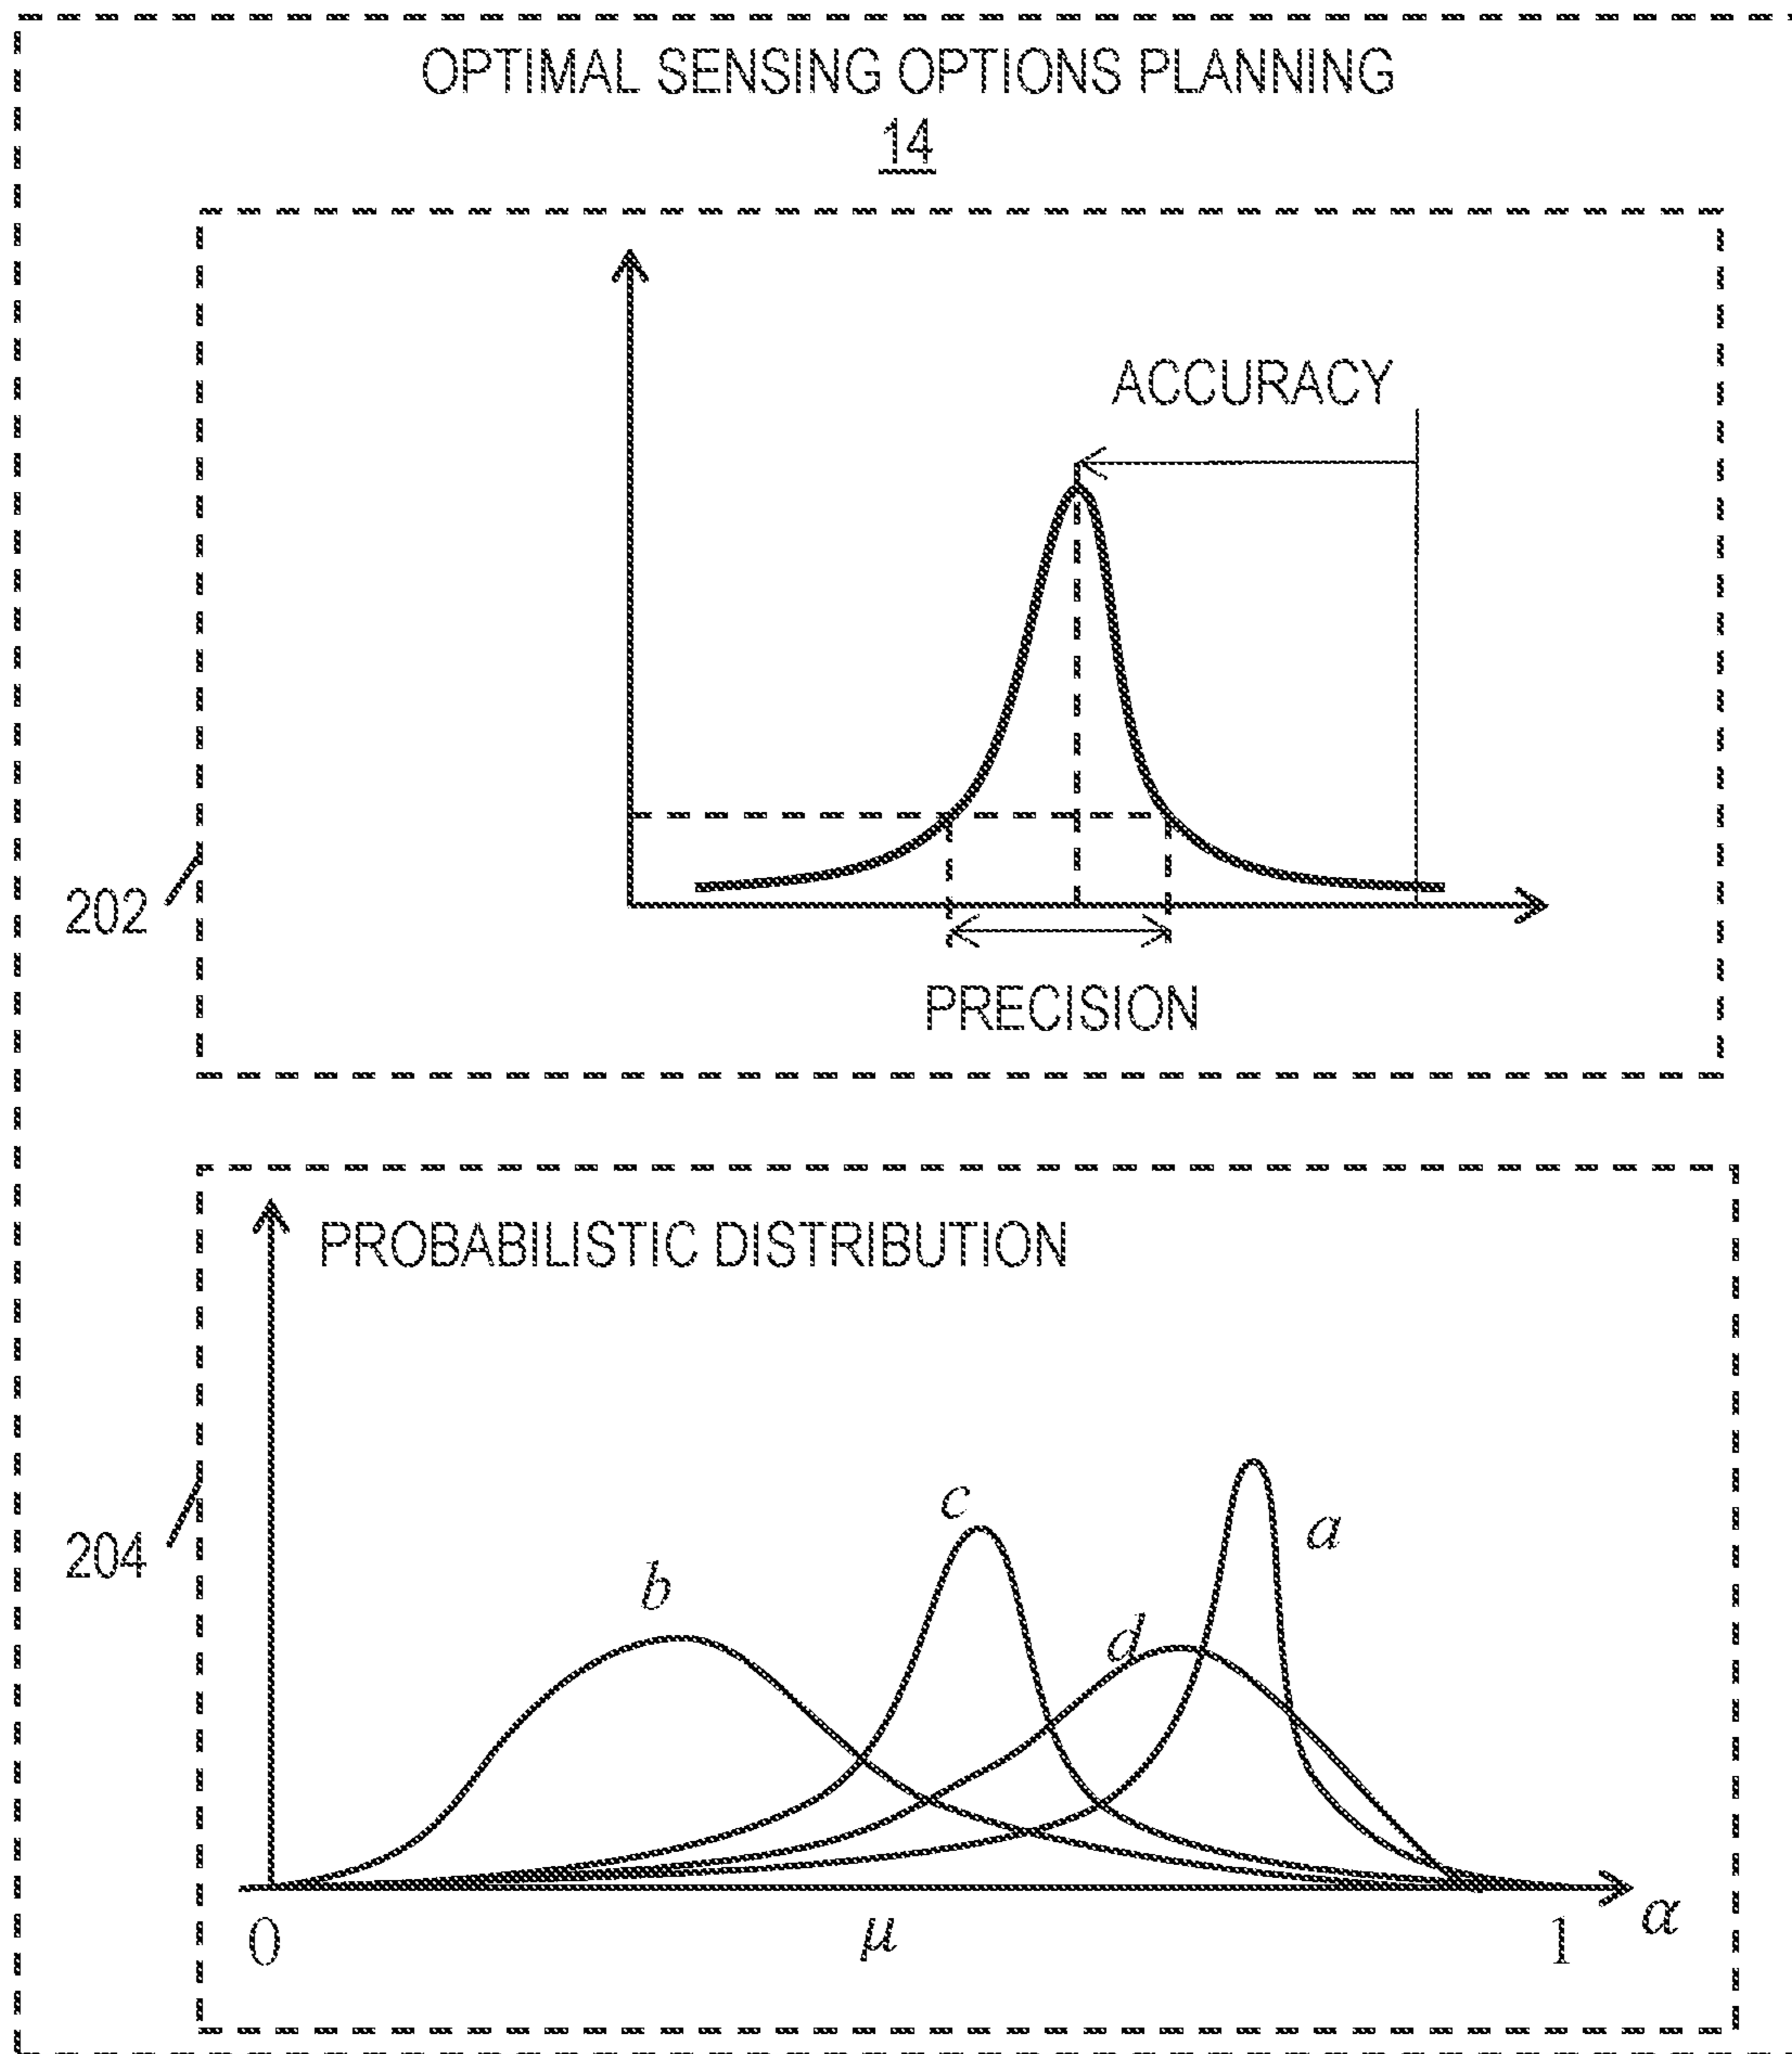 OPTIMAL SENSING OPTIONS PLANNING
14
ACCURACY
202
PRECISION
PROBABILISTIC DISTRIBUTION
c
a
204
b
d
0
μ
1
α